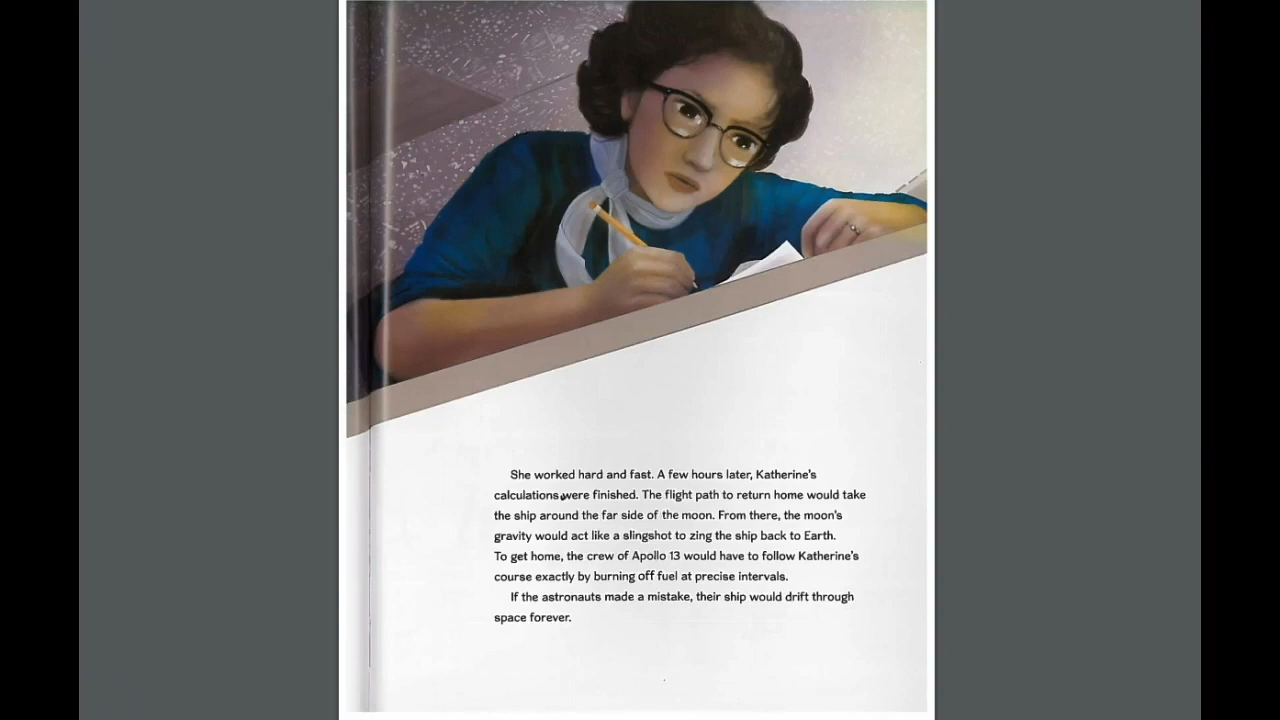 She worked hard and fast. A few hours later, Katherine's
calculations were finished. The flight path to return home would take
the ship around the far side of the moon. From there, the moon's
gravity would act like a slingshot to zing the ship back to Earth.
To get home, the crew of Apollo 13 would have to follow Katherine's
course exactly by burning off fuel at precise intervals.
If the astronauts made a mistake, their ship would drift through
space forever.